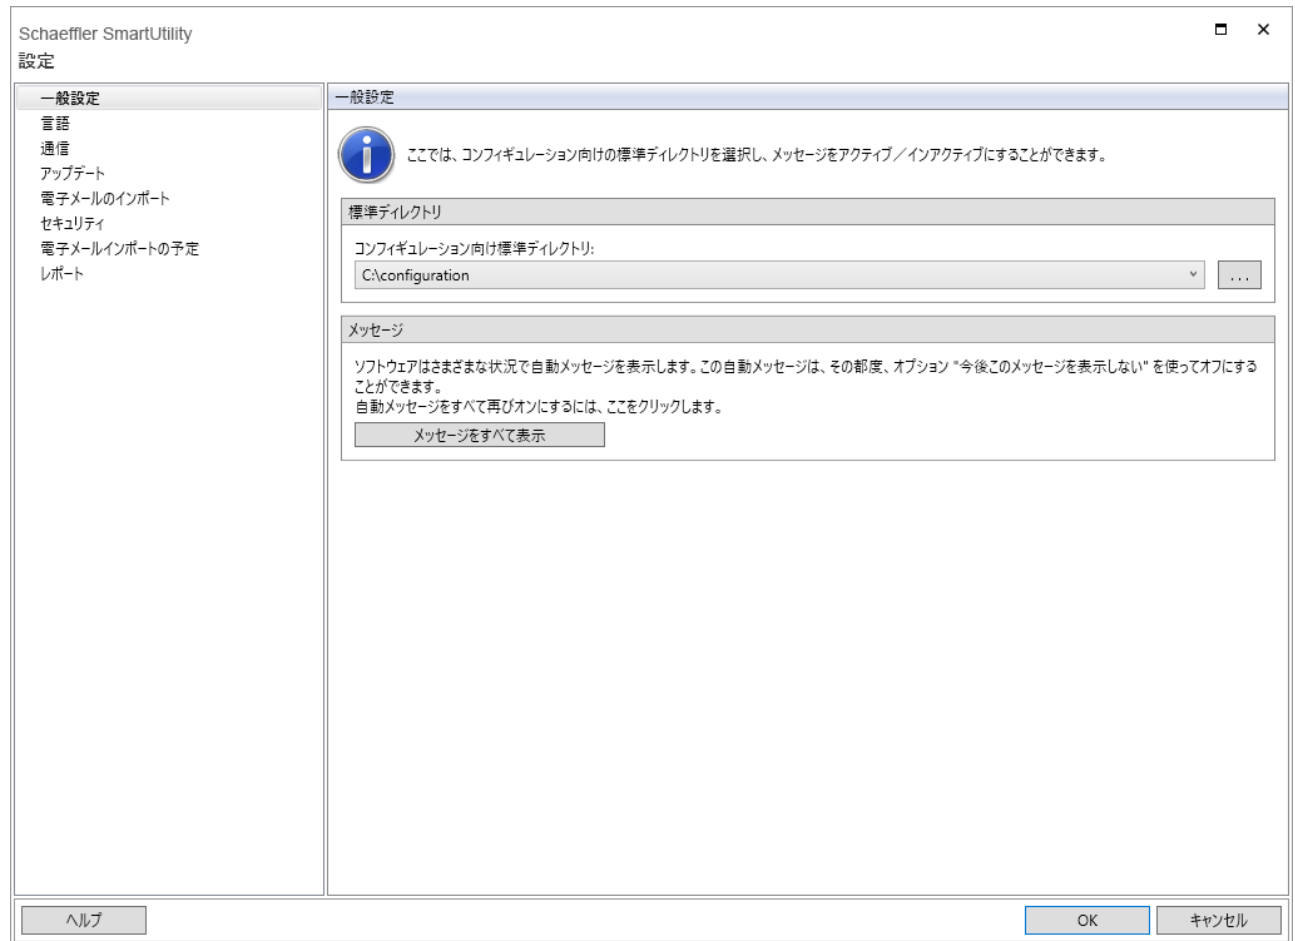 Schaeffler SmartUtility
設定
一般設定
言語
通信
アップデート
電子メールのインポート
セキュリティ
電子メールインポートの予定
レポート
一般設定
ここでは、コンフィギュレーション向けの標準ディレクトリを選択し、メッセージをアクティブ／インアクティブにすることができます。
標準ディレクトリ
コンフィギュレーション向け標準ディレクトリ:
C:\configuration
...
メッセージ
ソフトウェアはさまざまな状況で自動メッセージを表示します。この自動メッセージは、その都度、オプション "今後このメッセージを表示しない" を使ってオフにする
ことができます。
自動メッセージをすべて再びオンにするには、ここをクリックします。
メッセージをすべて表示
ヘルプ
OK
キャンセル